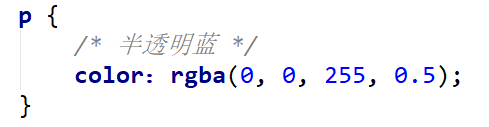 p {
/* 半透明蓝 */
color: rgba(0, 0, 255, 0.5);
}